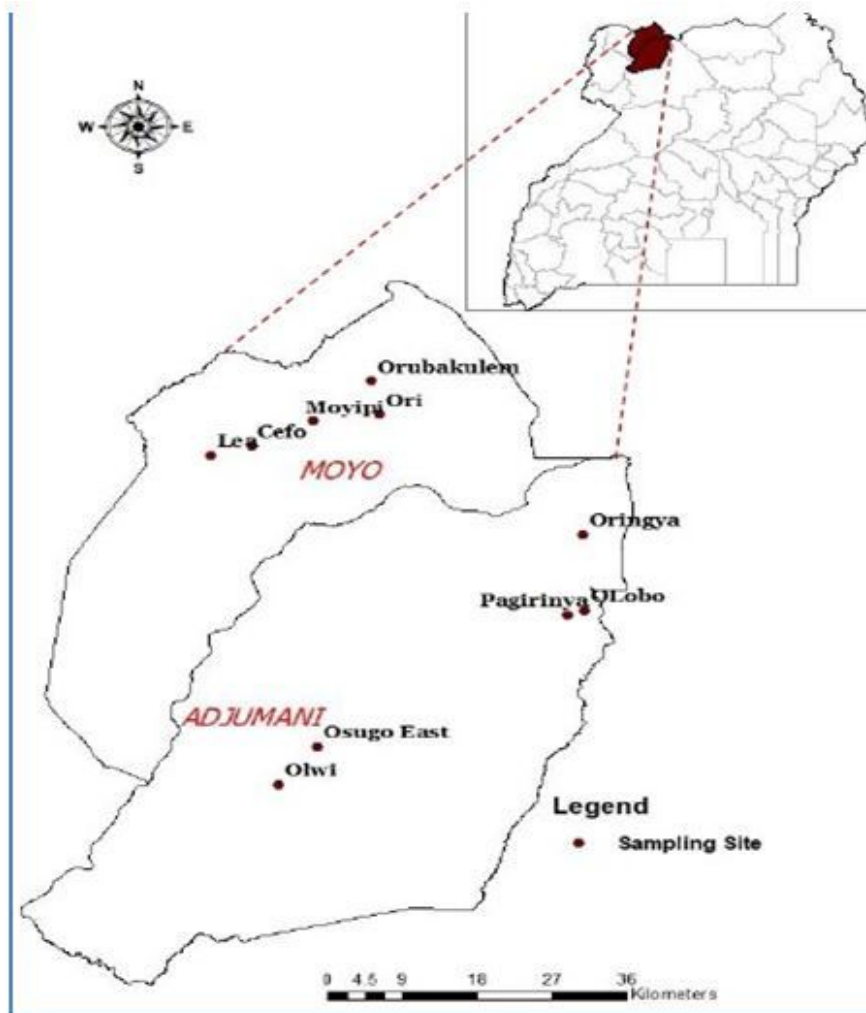 N
W E
S
Orubakulem
Moyipi Ori
Lea Cefo
MOYO
Oringya
Pagirinya OLobo
ADJUMANI
Osugo East
Olwi
Legend
Sampling Site
0 4.5 9 18 27 36
Kilometers